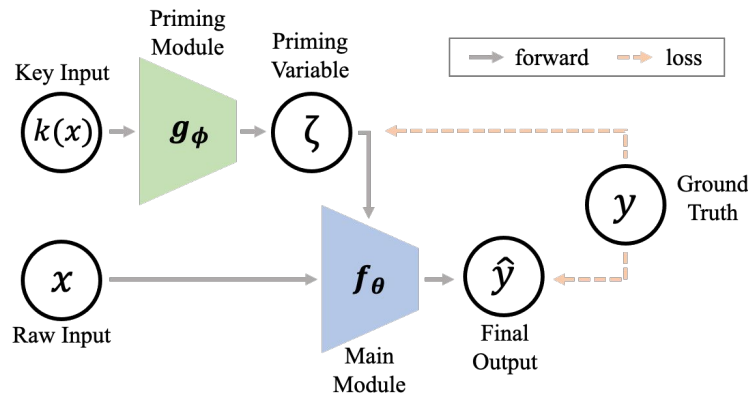 Priming
Module
Priming
Variable
forward
loss
Key Input
k(x)
g_ϕ
ζ
y
Ground
Truth
x
f_θ
ŷ
Raw Input
Final
Output
Main
Module